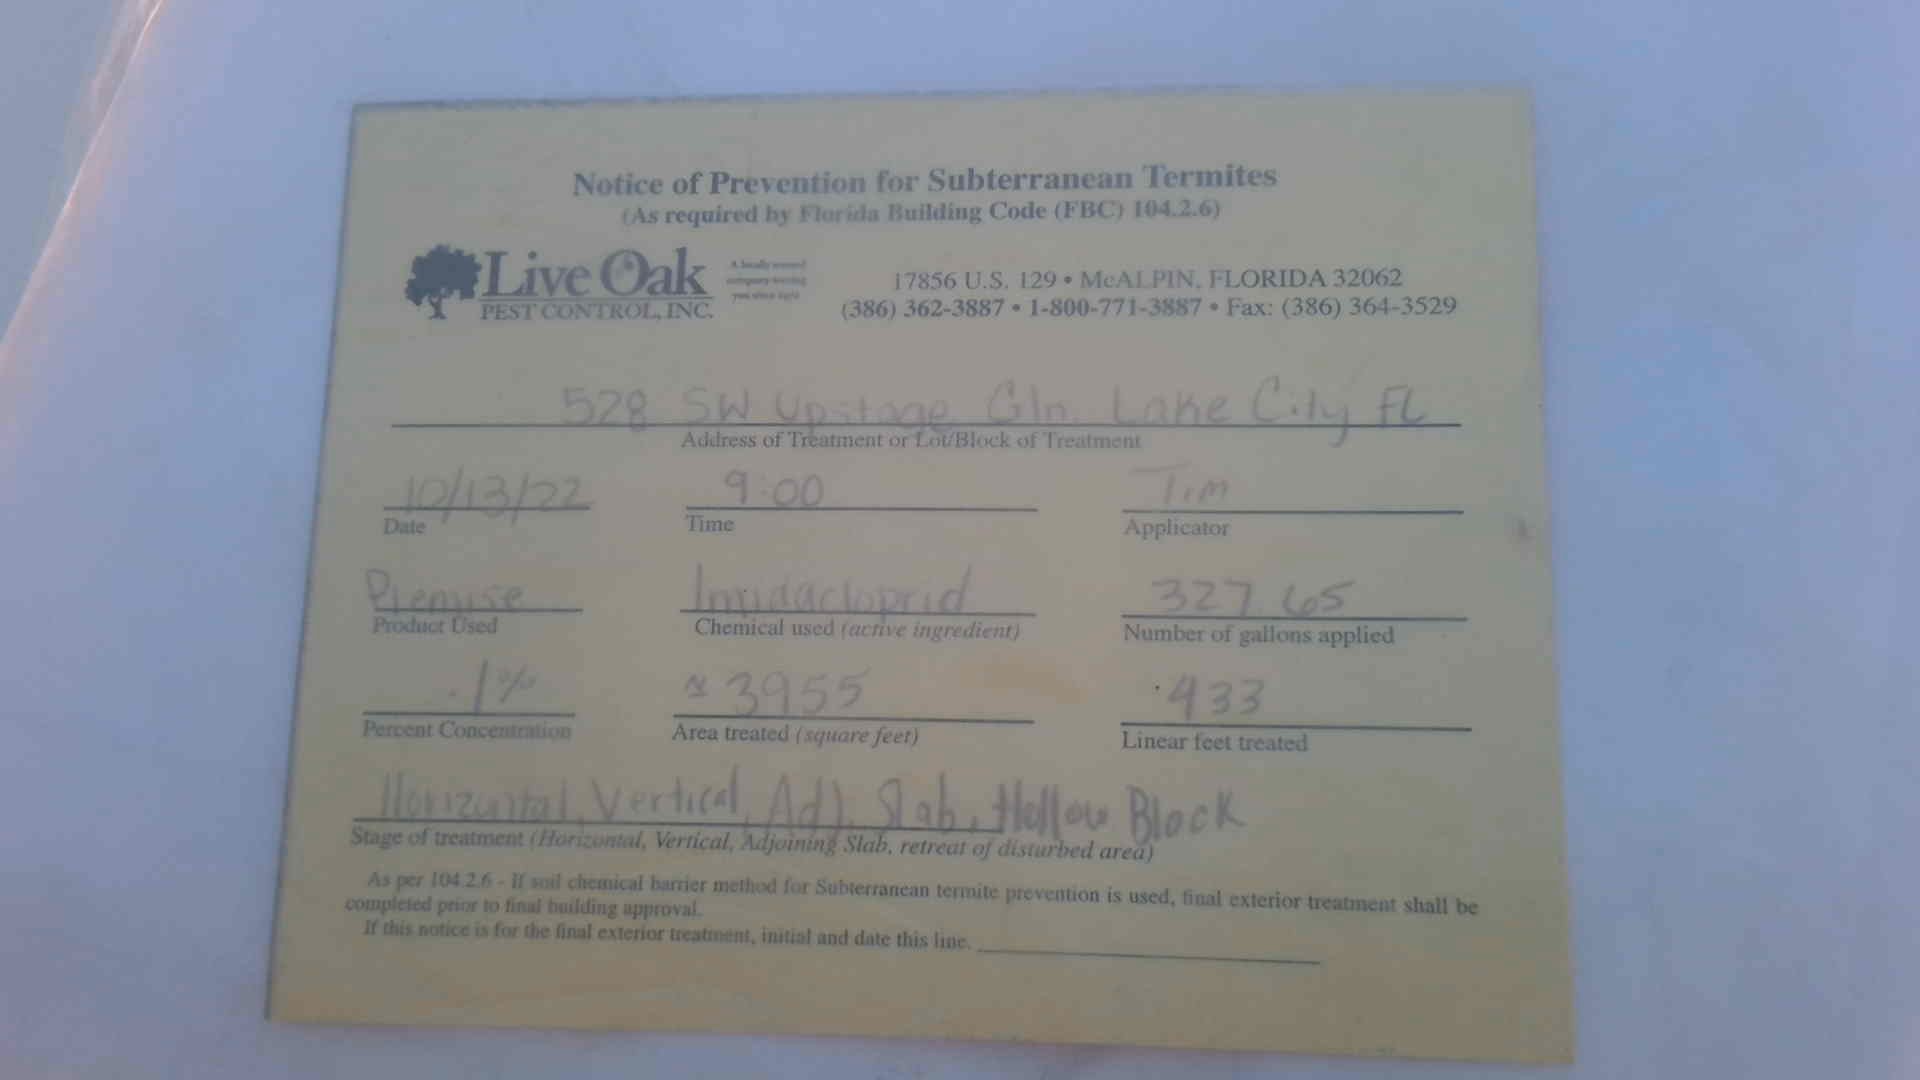 Notice of Prevention for Subterranean Termites
(As required by Florida Building Code (FBC) 104.2.6)
Live Oak
PEST CONTROL, INC.
A locally owned
company serving
you since 1978
17856 U.S. 129 • McALPIN, FLORIDA 32062
(386) 362-3887 • 1-800-771-3887 • Fax: (386) 364-3529
528 SW Upstage Gln. Lake City FL
Address of Treatment or Lot/Block of Treatment
10/13/22 9:00 Tim
Date Time Applicator
Premise Imidacloprid 327.65
Product Used Chemical used (active ingredient) Number of gallons applied
.1% ≈ 3955 433
Percent Concentration Area treated (square feet) Linear feet treated
Horizontal, Vertical, Adj. Slab, Hollow Block
Stage of treatment (Horizontal, Vertical, Adjoining Slab, retreat of disturbed area)
As per 104.2.6 - If soil chemical barrier method for Subterranean termite prevention is used, final exterior treatment shall be
completed prior to final building approval.
If this notice is for the final exterior treatment, initial and date this line.